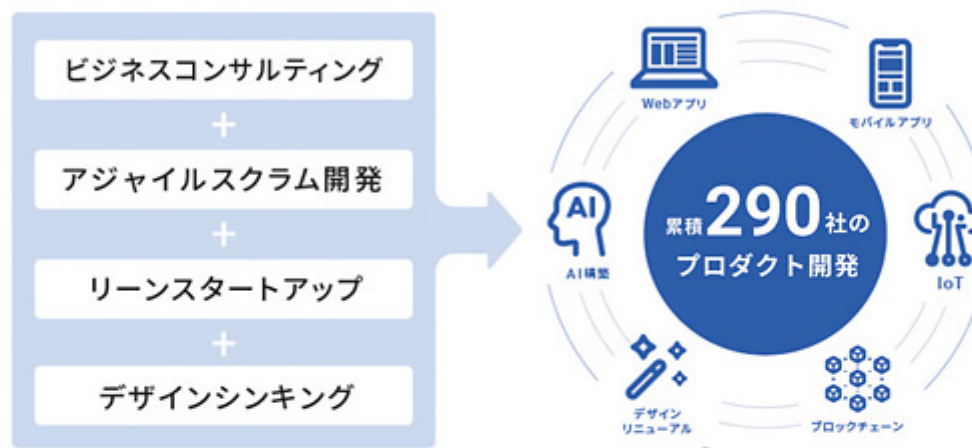 ビジネスコンサルティング
+
アジャイルスクラム開発
+
リーンスタートアップ
+
デザインシンキング
Webアプリ
モバイルアプリ
AI
AI構築
累積290社の
プロダクト開発
IoT
デザイン
リニューアル
ブロックチェーン